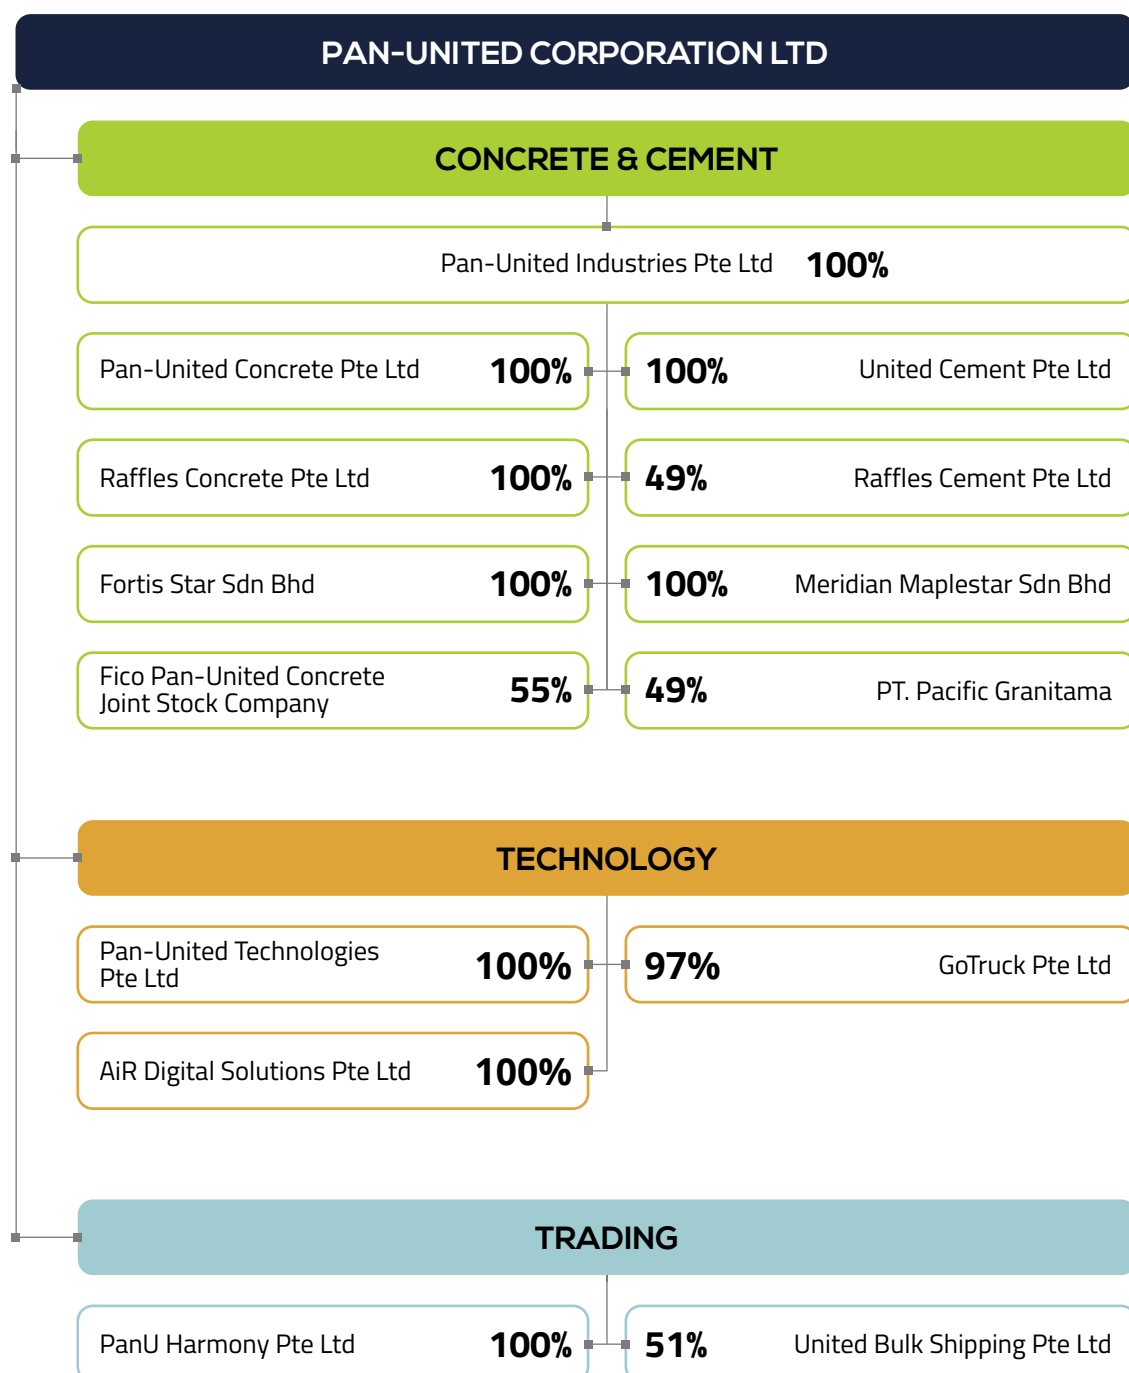 PAN-UNITED CORPORATION LTD
CONCRETE & CEMENT
Pan-United Industries Pte Ltd 100%
Pan-United Concrete Pte Ltd 100%
100% United Cement Pte Ltd
Raffles Concrete Pte Ltd 100%
49% Raffles Cement Pte Ltd
Fortis Star Sdn Bhd 100%
100% Meridian Maplestar Sdn Bhd
Fico Pan-United Concrete
Joint Stock Company 55%
49% PT. Pacific Granitama
TECHNOLOGY
Pan-United Technologies
Pte Ltd 100%
97% GoTruck Pte Ltd
AiR Digital Solutions Pte Ltd 100%
TRADING
PanU Harmony Pte Ltd 100%
51% United Bulk Shipping Pte Ltd